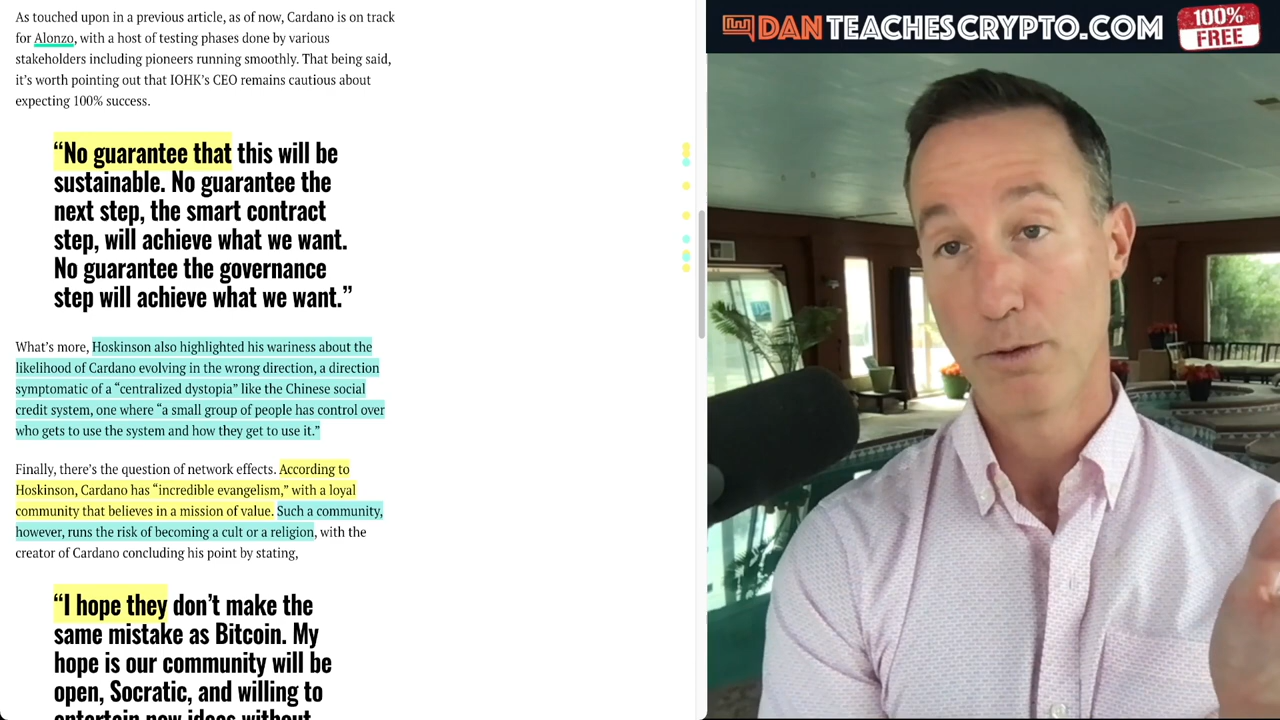 As touched upon in a previous article, as of now, Cardano is on track
for Alonzo, with a host of testing phases done by various
stakeholders including pioneers running smoothly. That being said,
it’s worth pointing out that IOHK’s CEO remains cautious about
expecting 100% success.
“No guarantee that this will be
sustainable. No guarantee the
next step, the smart contract
step, will achieve what we want.
No guarantee the governance
step will achieve what we want.”
What’s more, Hoskinson also highlighted his wariness about the
likelihood of Cardano evolving in the wrong direction, a direction
symptomatic of a “centralized dystopia” like the Chinese social
credit system, one where “a small group of people has control over
who gets to use the system and how they get to use it.”
Finally, there’s the question of network effects. According to
Hoskinson, Cardano has “incredible evangelism,” with a loyal
community that believes in a mission of value. Such a community,
however, runs the risk of becoming a cult or a religion, with the
creator of Cardano concluding his point by stating,
“I hope they don’t make the
same mistake as Bitcoin. My
hope is our community will be
open, Socratic, and willing to
entertain new ideas without
DANTEACHESCRYPTO.COM
100%
FREE